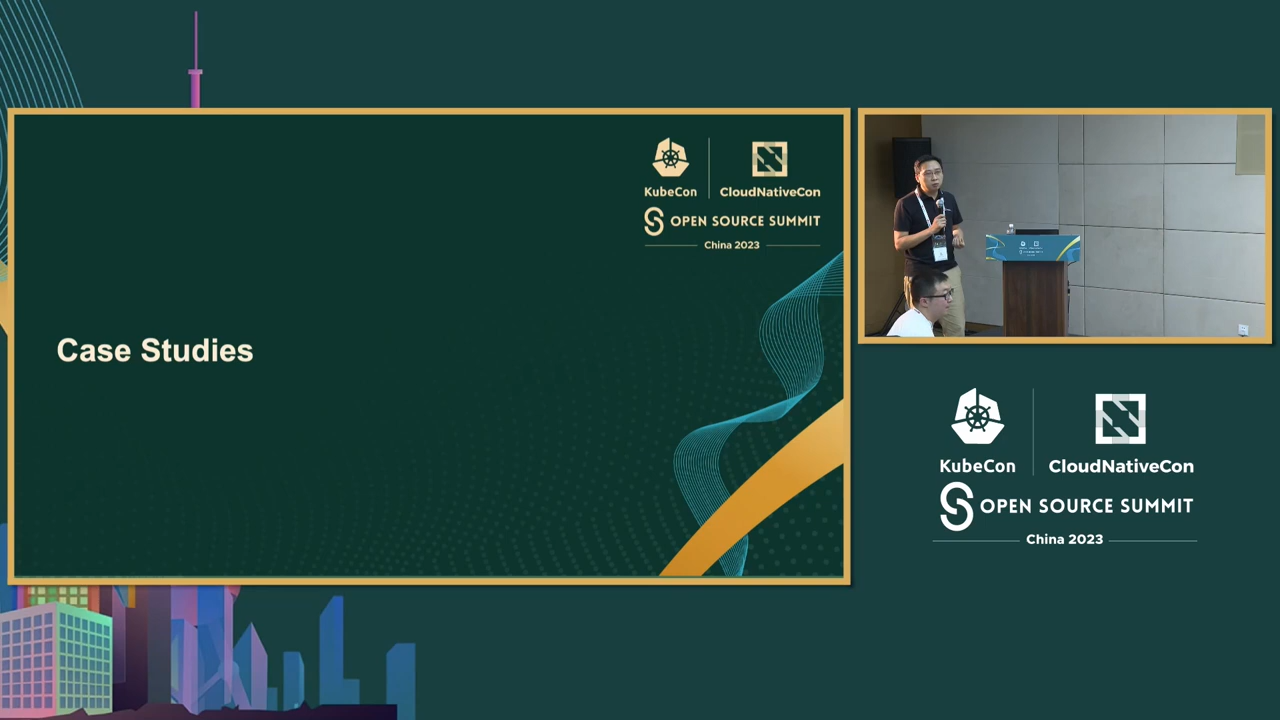 KubeCon
CloudNativeCon
OPEN SOURCE SUMMIT
China 2023
Case Studies
KubeCon
CloudNativeCon
OPEN SOURCE SUMMIT
China 2023